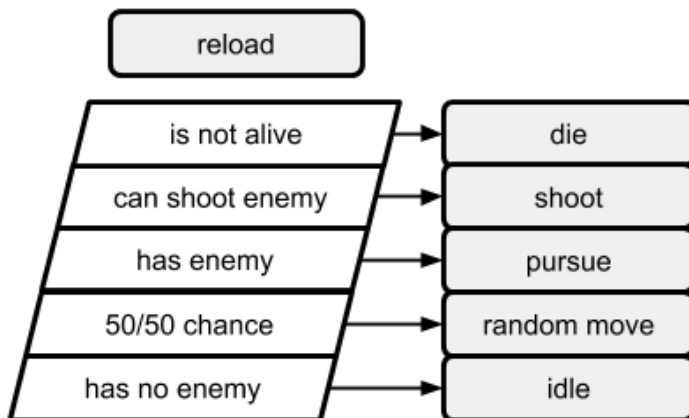 reload
is not alive
die
can shoot enemy
shoot
has enemy
pursue
50/50 chance
random move
has no enemy
idle